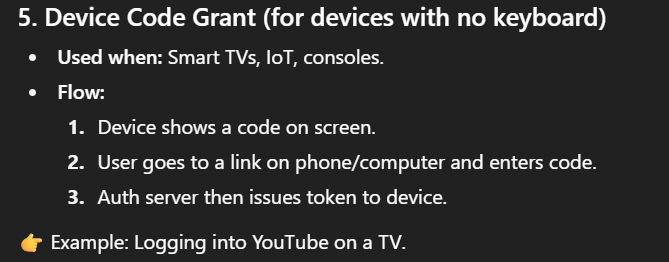 5. Device Code Grant (for devices with no keyboard)
• Used when: Smart TVs, IoT, consoles.
• Flow:
1. Device shows a code on screen.
2. User goes to a link on phone/computer and enters code.
3. Auth server then issues token to device.
👉 Example: Logging into YouTube on a TV.